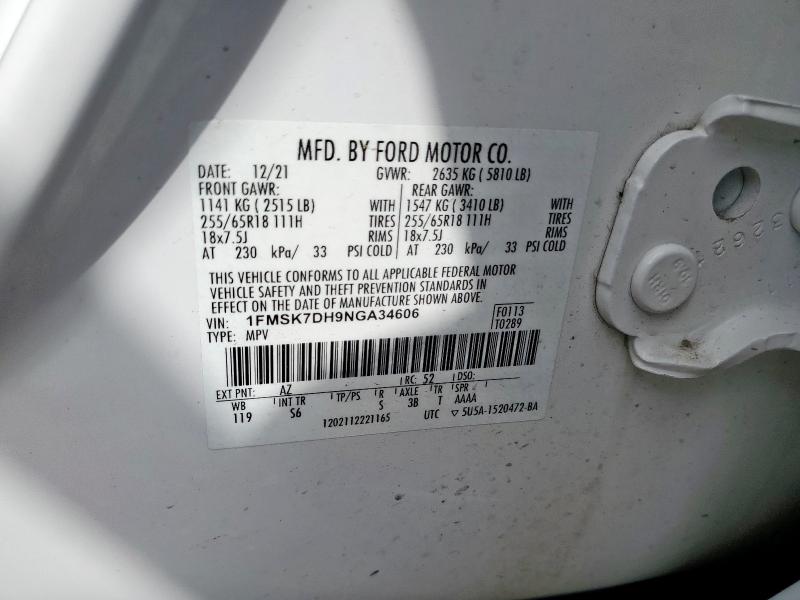 MFD. BY FORD MOTOR CO.
DATE: 12/21 GVWR: 2635 KG ( 5810 LB)
FRONT GAWR: REAR GAWR:
1141 KG ( 2515 LB) WITH 1547 KG ( 3410 LB) WITH
255/65R18 111H TIRES 255/65R18 111H TIRES
18x7.5J RIMS 18x7.5J RIMS
AT 230 kPa/ 33 PSI COLD AT 230 kPa/ 33 PSI COLD
THIS VEHICLE CONFORMS TO ALL APPLICABLE FEDERAL MOTOR
VEHICLE SAFETY AND THEFT PREVENTION STANDARDS IN
EFFECT ON THE DATE OF MANUFACTURE SHOWN ABOVE.
VIN: 1FMSK7DH9NGA34606 F0113
TYPE: MPV T0289
EXT PNT: AZ RC: 52 DSO:
WB INT TR TP/PS R AXLE TR SPR
119 S6 S 3B T AAAA
1202112221165 UTC ▽ 5U5A-1520472-BA